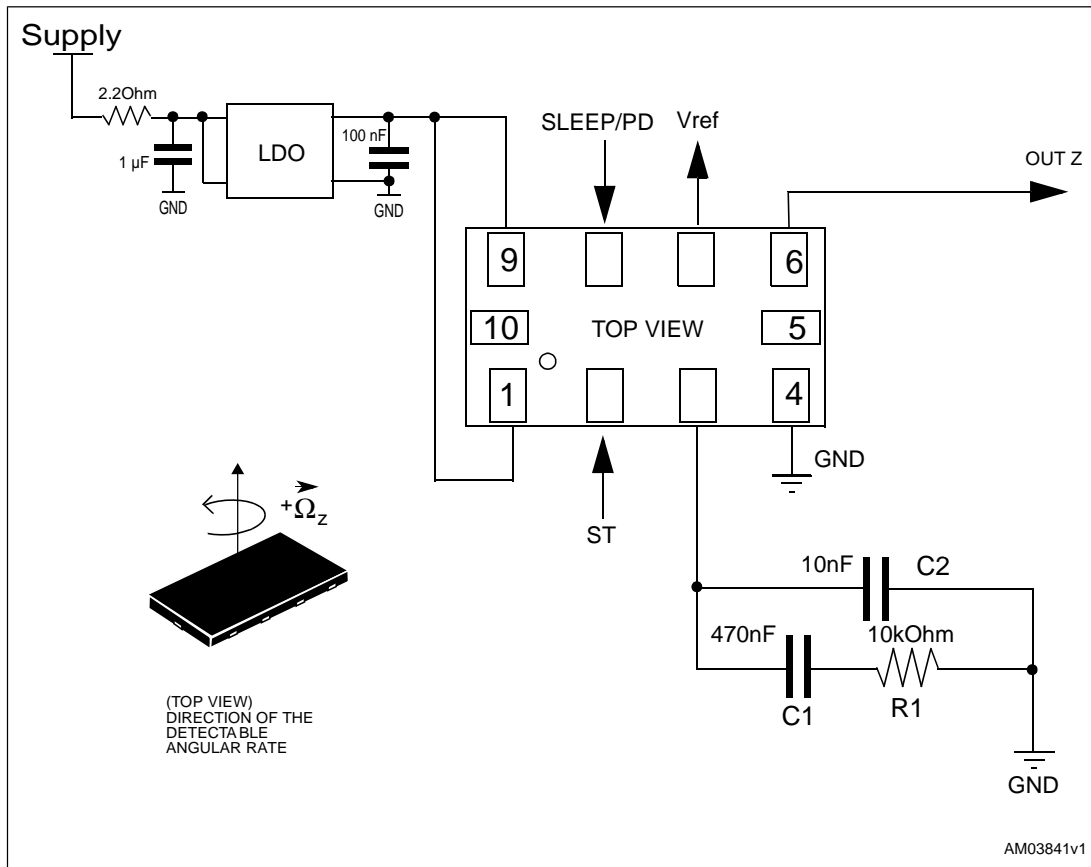 Supply
2.2Ohm
1 µF
GND
LDO
100 nF
GND
SLEEP/PD
Vref
OUT Z
9
6
10
TOP VIEW
5
1
4
GND
ST
+Ωz
10nF
C2
470nF
10kOhm
C1
R1
GND
(TOP VIEW)
DIRECTION OF THE
DETECTABLE
ANGULAR RATE
AM03841v1